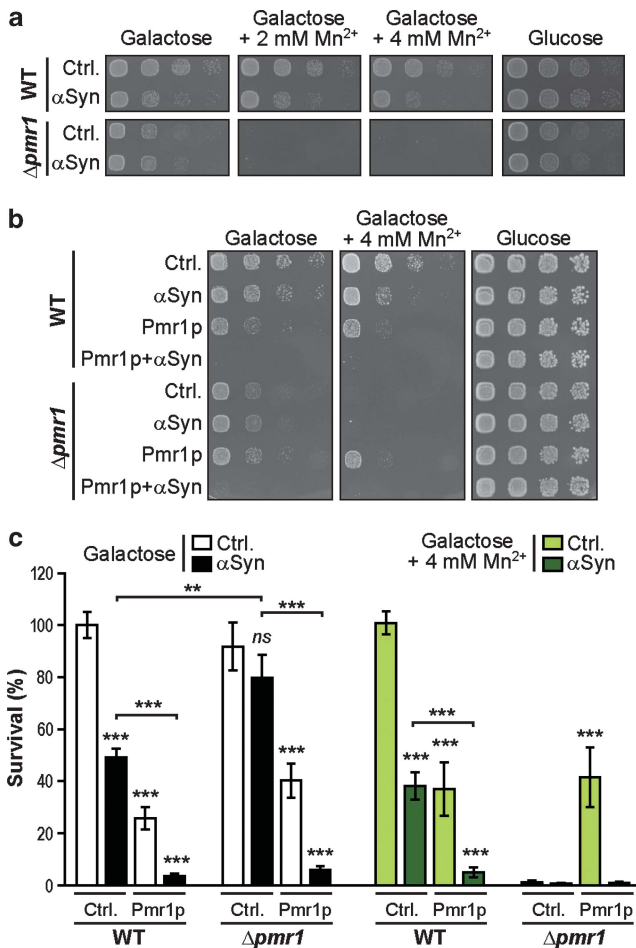 a
Galactose
Galactose + 2 mM Mn²⁺
Galactose + 4 mM Mn²⁺
Glucose
WT
Ctrl.
αSyn
Δpmr1
Ctrl.
αSyn
b
Galactose
Galactose + 4 mM Mn²⁺
Glucose
WT
Ctrl.
αSyn
Pmr1p
Pmr1p+αSyn
Δpmr1
Ctrl.
αSyn
Pmr1p
Pmr1p+αSyn
c
Galactose
Ctrl.
αSyn
Galactose + 4 mM Mn²⁺
Ctrl.
αSyn
Survival (%)
120
100
80
60
40
20
0
**
***
ns
***
***
***
***
***
***
***
***
***
***
***
***
Ctrl. Pmr1p Ctrl. Pmr1p Ctrl. Pmr1p Ctrl. Pmr1p
WT Δpmr1 WT Δpmr1